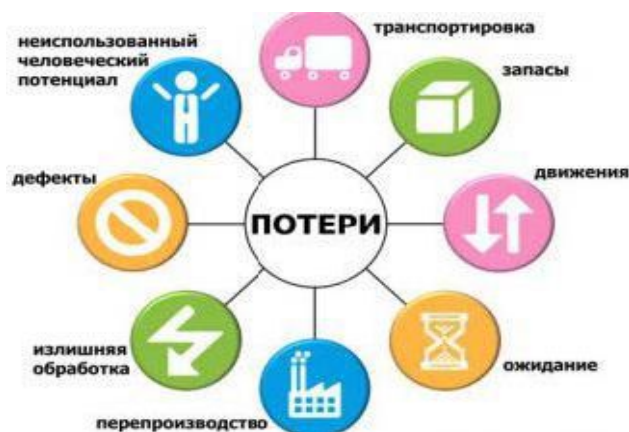 неиспользованный
человеческий
потенциал
транспортировка
запасы
дефекты
движения
ПОТЕРИ
излишняя
обработка
ожидание
перепроизводство